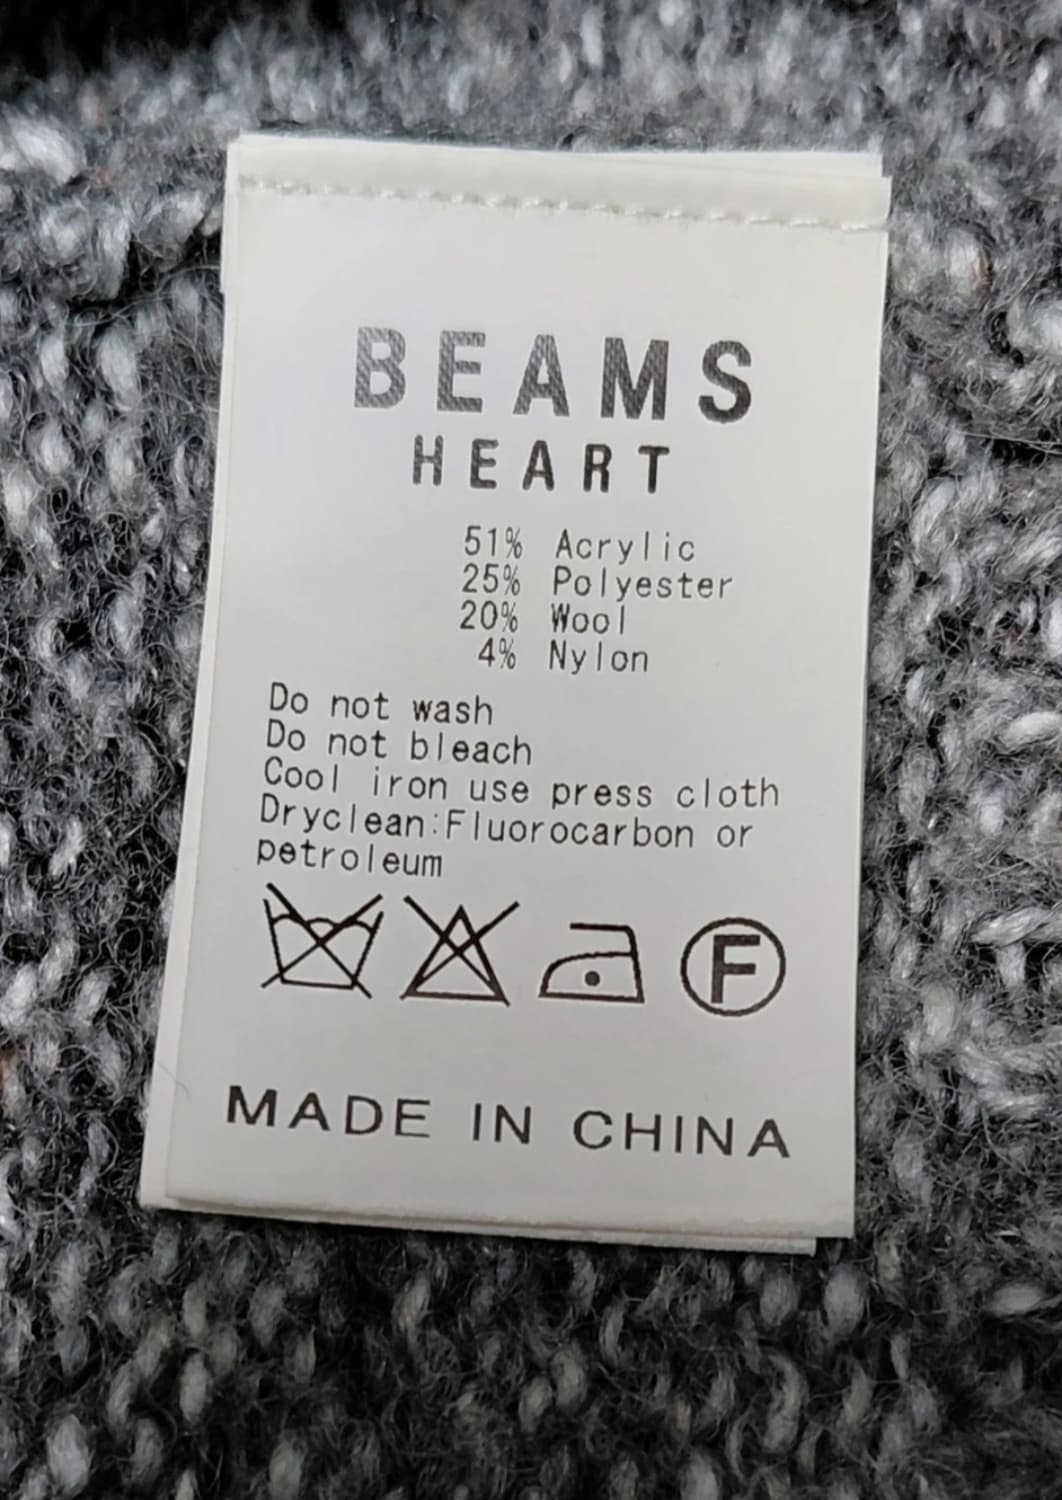 BEAMS
HEART
51% Acrylic
25% Polyester
20% Wool
4% Nylon
Do not wash
Do not bleach
Cool iron use press cloth
Dryclean:Fluorocarbon or
petroleum
F
MADE IN CHINA